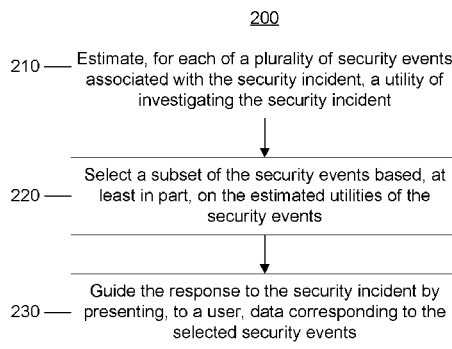 200
210 Estimate, for each of a plurality of security events
associated with the security incident, a utility of
investigating the security incident
Select a subset of the security events based, at
220 least in part, on the estimated utilities of the
security events
Guide the response to the security incident by
230 presenting, to a user, data corresponding to the
selected security events